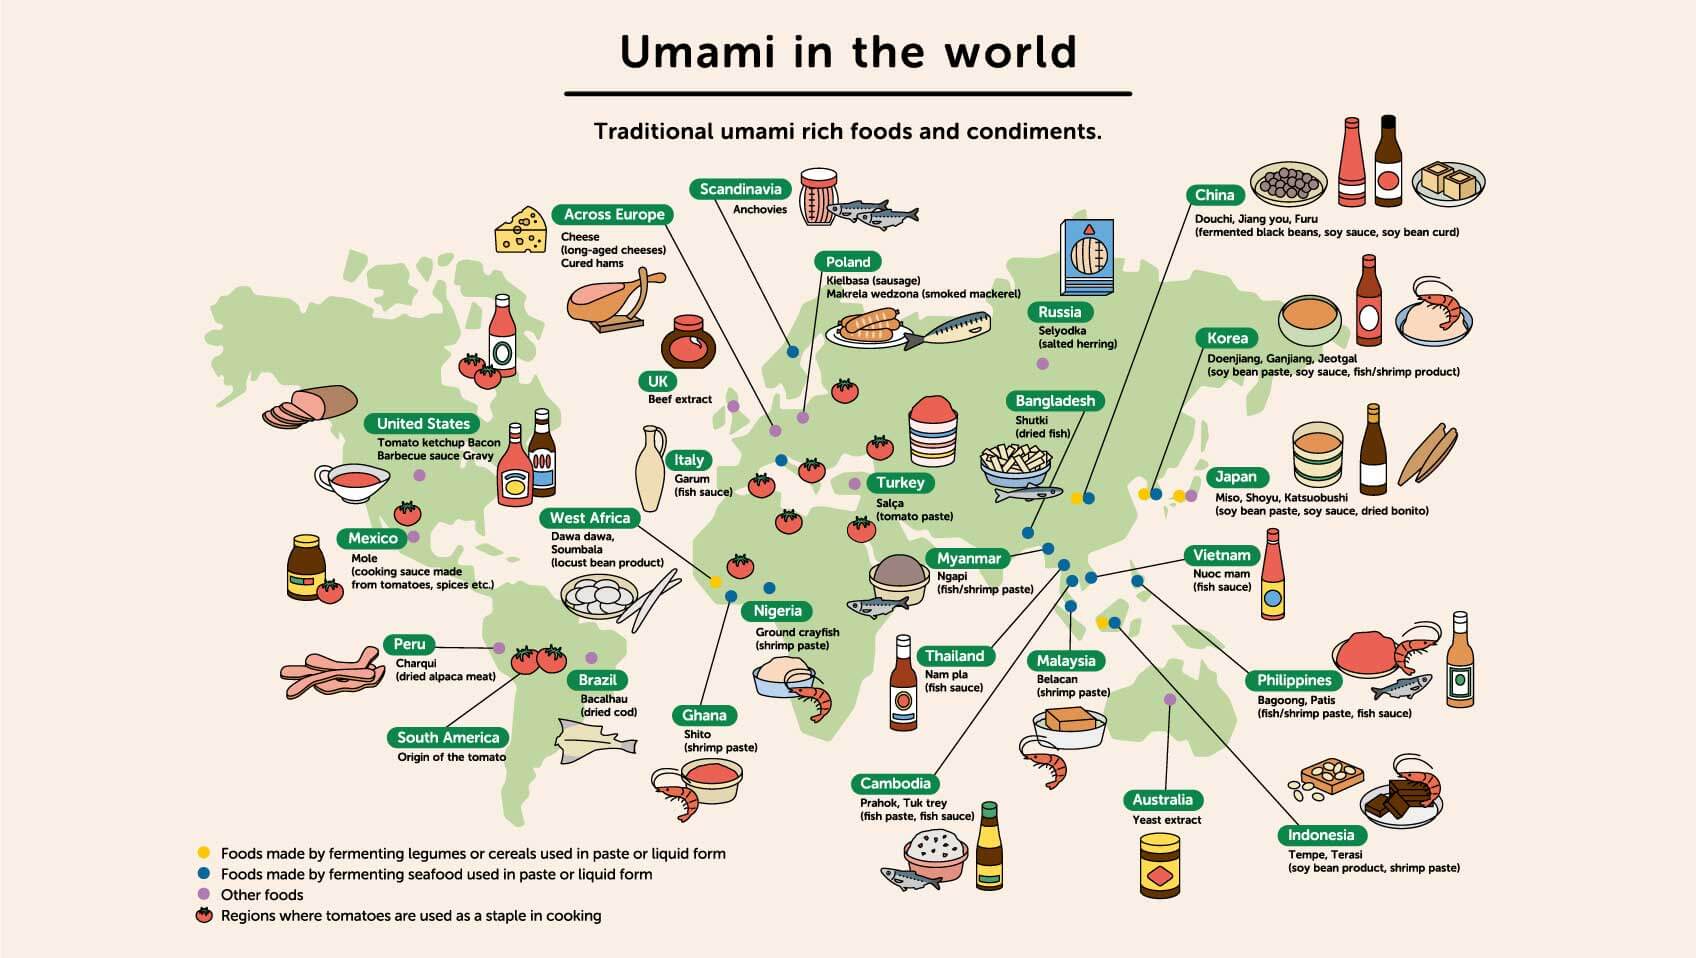 Umami in the world
Traditional umami rich foods and condiments.
Scandinavia
Anchovies
Across Europe
Cheese
(long-aged cheeses)
Cured hams
Poland
Kielbasa (sausage)
Makrela wedzona (smoked mackerel)
China
Douchi, Jiang you, Furu
(fermented black beans, soy sauce, soy bean curd)
Russia
Selyodka
(salted herring)
Korea
Doenjiang, Ganjiang, Jeotgal
(soy bean paste, soy sauce, fish/shrimp product)
UK
Beef extract
Bangladesh
Shutki
(dried fish)
United States
Tomato ketchup Bacon
Barbecue sauce Gravy
Italy
Garum
(fish sauce)
Turkey
Salça
(tomato paste)
Japan
Miso, Shoyu, Katsuobushi
(soy bean paste, soy sauce, dried bonito)
West Africa
Dawa dawa,
Soumbala
(locust bean product)
Mexico
Mole
(cooking sauce made
from tomatoes, spices etc.)
Myanmar
Ngapi
(fish/shrimp paste)
Vietnam
Nuoc mam
(fish sauce)
Nigeria
Ground crayfish
(shrimp paste)
Peru
Charqui
(dried alpaca meat)
Brazil
Bacalhau
(dried cod)
Thailand
Nam pla
(fish sauce)
Malaysia
Belacan
(shrimp paste)
Philippines
Bagoong, Patis
(fish/shrimp paste, fish sauce)
Ghana
Shito
(shrimp paste)
South America
Origin of the tomato
Cambodia
Prahok, Tuk trey
(fish paste, fish sauce)
Australia
Yeast extract
Indonesia
Tempe, Terasi
(soy bean product, shrimp paste)
Foods made by fermenting legumes or cereals used in paste or liquid form
Foods made by fermenting seafood used in paste or liquid form
Other foods
Regions where tomatoes are used as a staple in cooking